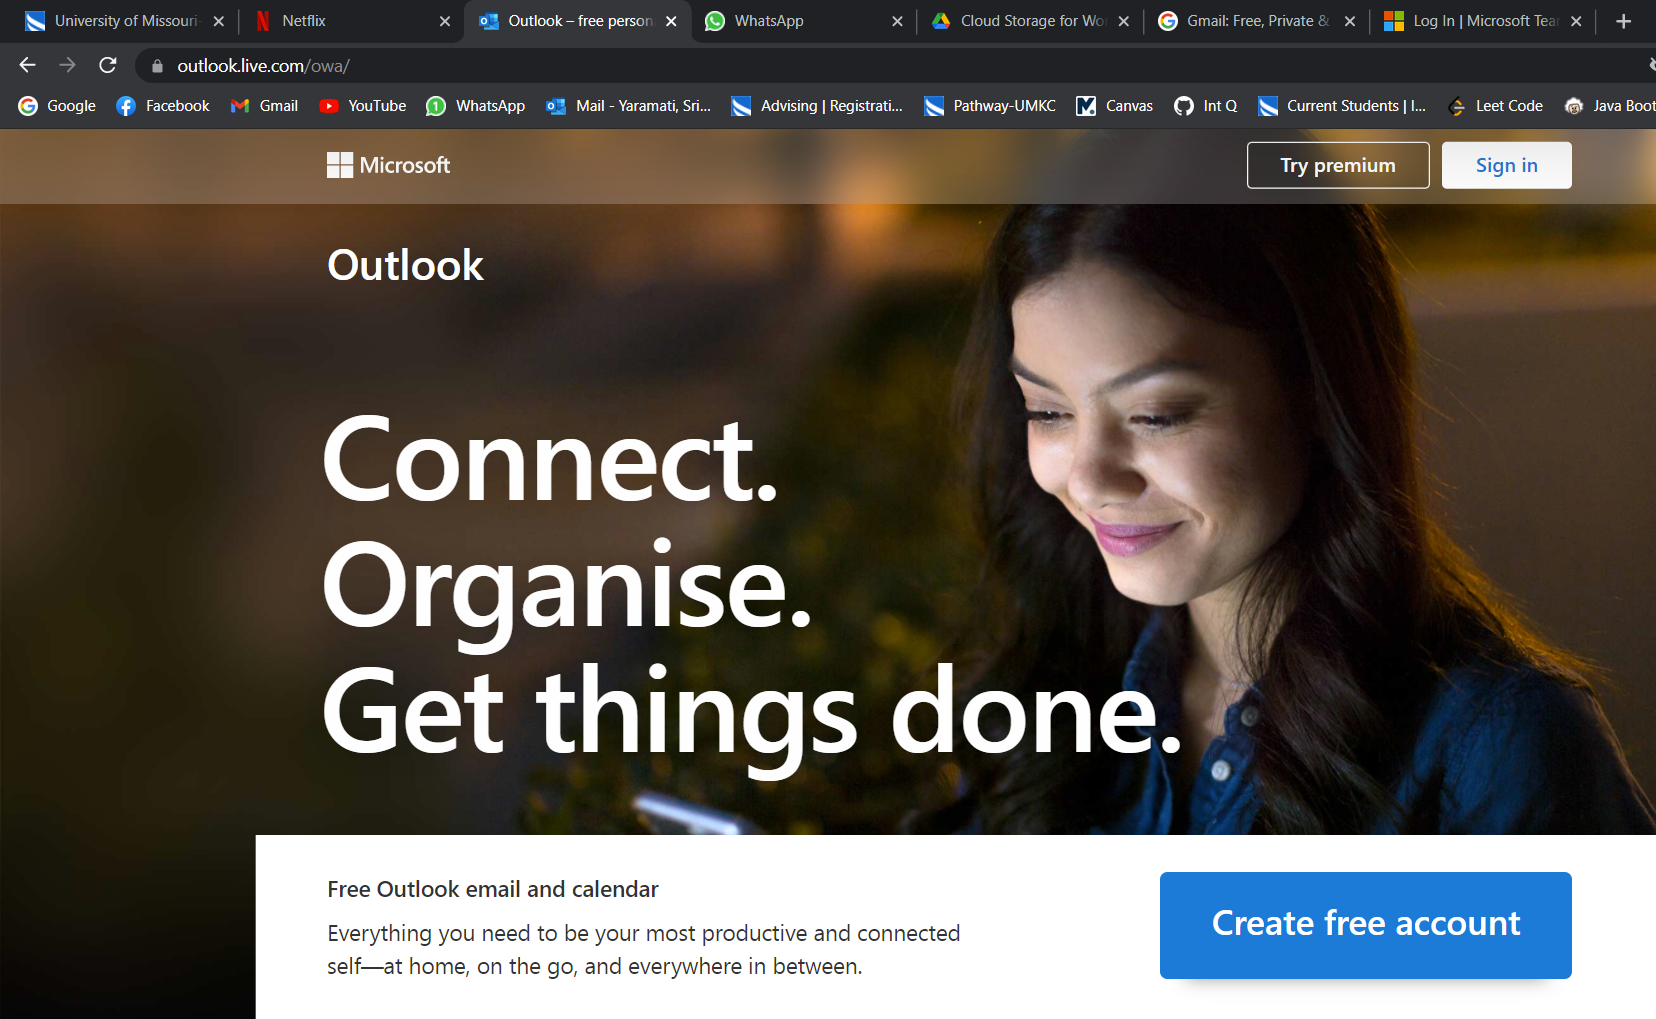 University of Missouri-
Netflix
Outlook – free person
WhatsApp
Cloud Storage for Wor
Gmail: Free, Private &
Log In | Microsoft Tea
outlook.live.com/owa/
Google
Facebook
Gmail
YouTube
1
WhatsApp
Mail - Yaramati, Sri...
Advising | Registrati...
Pathway-UMKC
Canvas
Int Q
Current Students | I...
Leet Code
Java Boot
Microsoft
Try premium
Sign in
Outlook
Connect.
Organise.
Get things done.
Free Outlook email and calendar
Everything you need to be your most productive and connected
self—at home, on the go, and everywhere in between.
Create free account